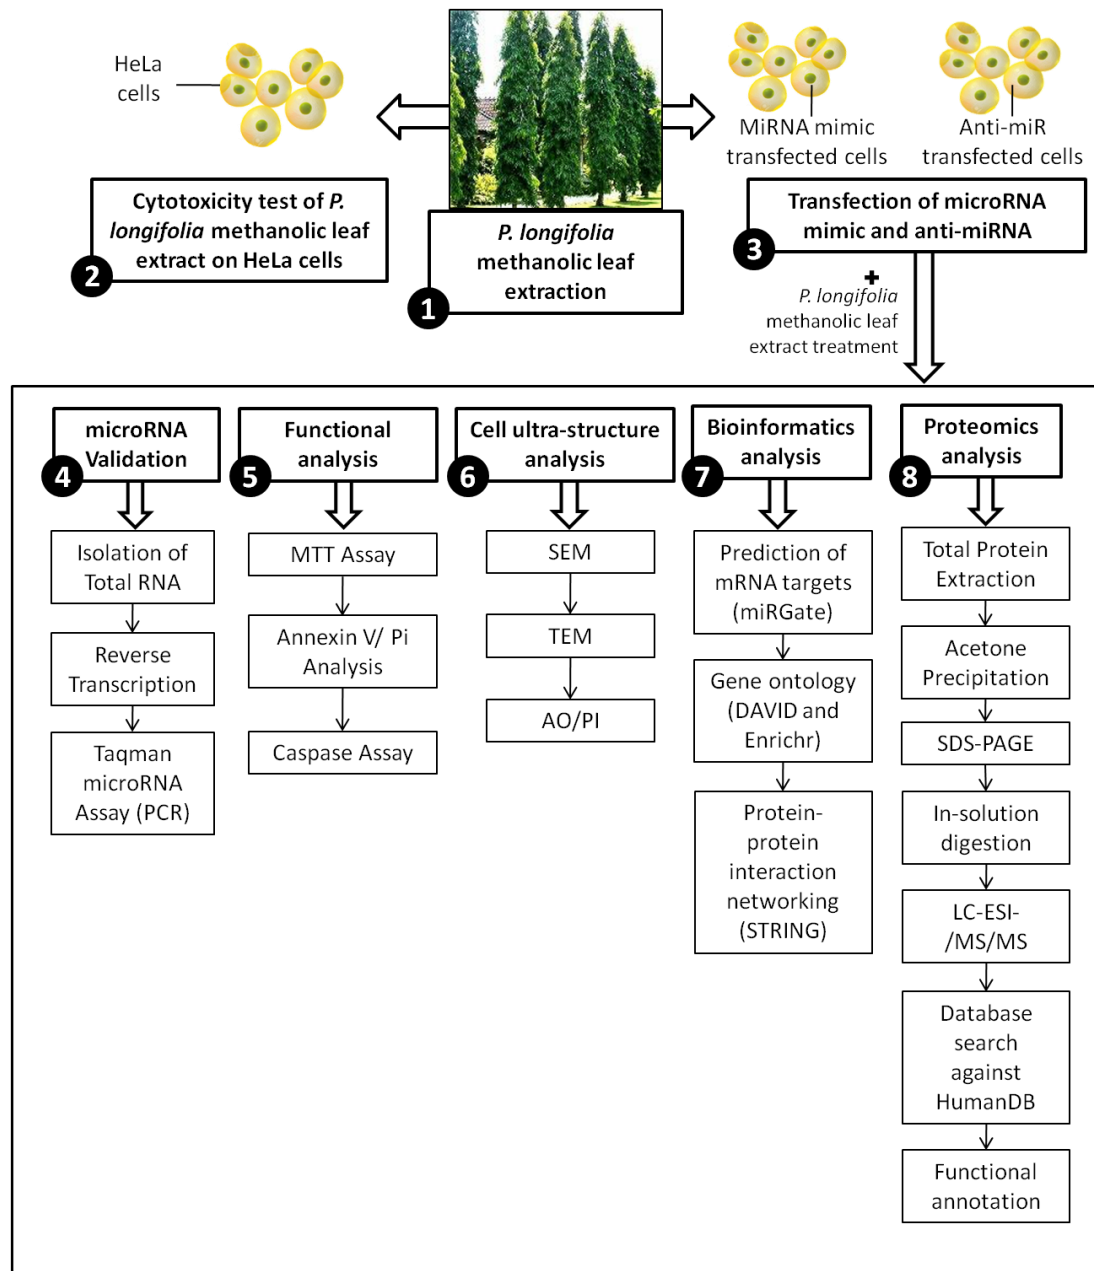 HeLa
cells
MiRNA mimic
transfected cells
Anti-miR
transfected cells
Cytotoxicity test of P.
longifolia methanolic leaf
extract on HeLa cells
2
P. longifolia
methanolic leaf
extraction
1
Transfection of microRNA
mimic and anti-miRNA
3
+
P. longifolia
methanolic leaf
extract treatment
microRNA
Validation
4
Isolation of
Total RNA
Reverse
Transcription
Taqman
microRNA
Assay (PCR)
Functional
analysis
5
MTT Assay
Annexin V/ Pi
Analysis
Caspase Assay
Cell ultra-structure
analysis
6
SEM
TEM
AO/PI
Bioinformatics
analysis
7
Prediction of
mRNA targets
(miRGate)
Gene ontology
(DAVID and
Enrichr)
Protein-
protein
interaction
networking
(STRING)
Proteomics
analysis
8
Total Protein
Extraction
Acetone
Precipitation
SDS-PAGE
In-solution
digestion
LC-ESI-
/MS/MS
Database
search
against
HumanDB
Functional
annotation